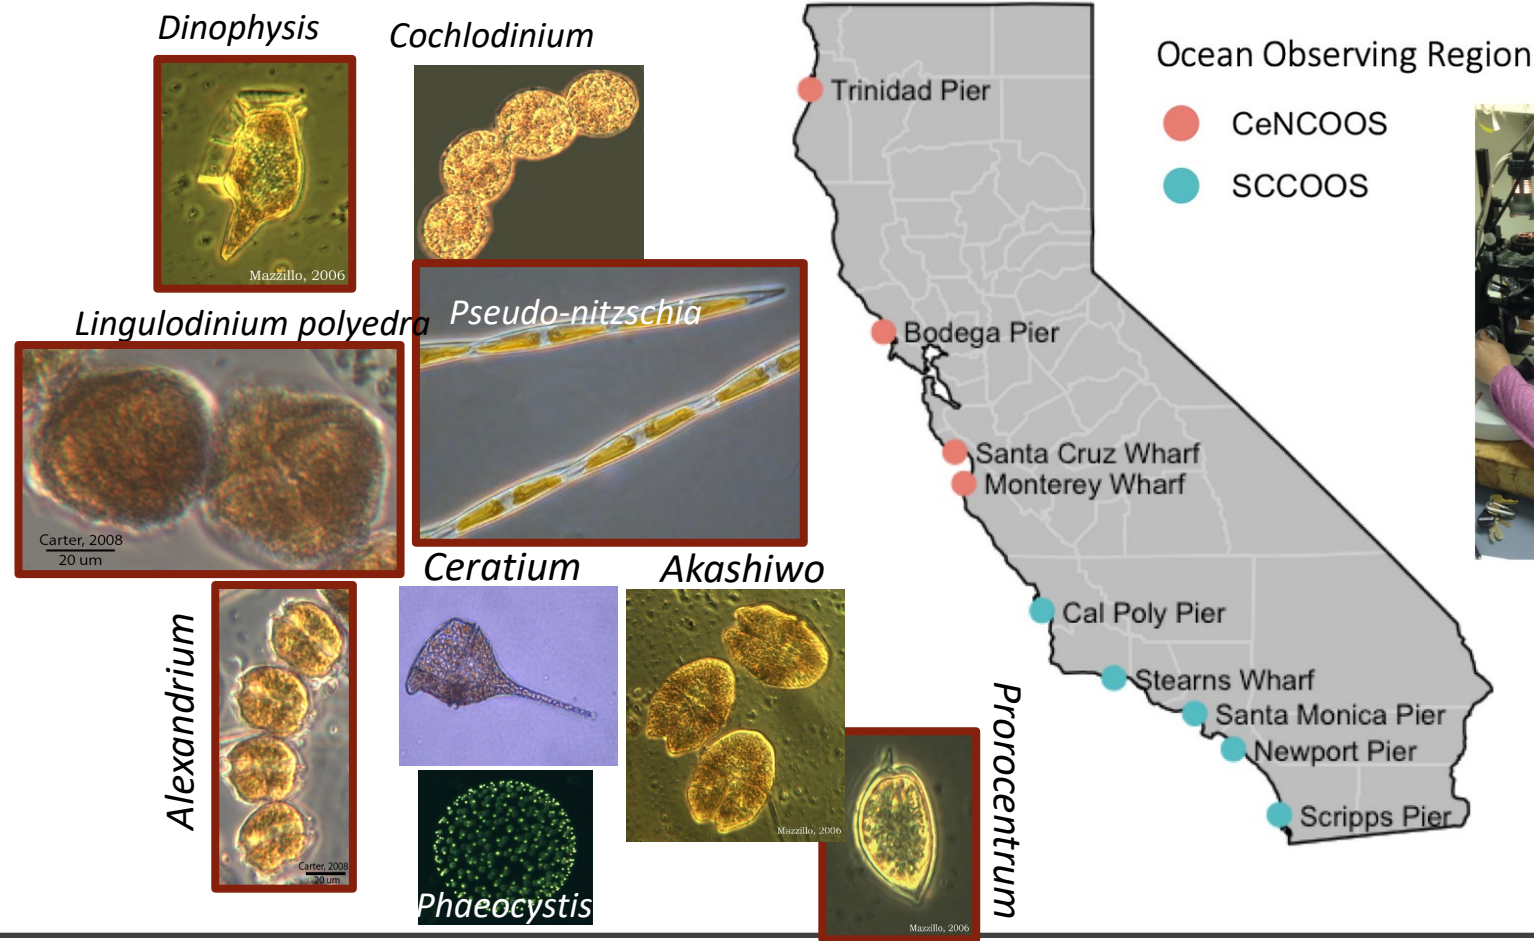 Dinophysis
Cochlodinium
Mazzillo, 2006
Lingulodinium polyedra
Pseudo-nitzschia
Carter, 2008
20 um
Ceratium
Akashiwo
Alexandrium
Carter, 2008
20 um
Phaeocystis
Mazzillo, 2006
Prorocentrum
Mazzillo, 2006
Ocean Observing Region
CeNCOOS
SCCOOS
Trinidad Pier
Bodega Pier
Santa Cruz Wharf
Monterey Wharf
Cal Poly Pier
Stearns Wharf
Santa Monica Pier
Newport Pier
Scripps Pier